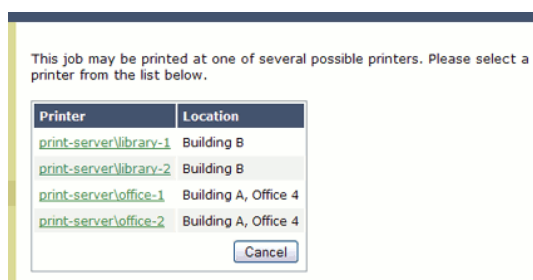 This job may be printed at one of several possible printers. Please select a
printer from the list below.
Printer Location
print-server\library-1 Building B
print-server\library-2 Building B
print-server\office-1 Building A, Office 4
print-server\office-2 Building A, Office 4
Cancel